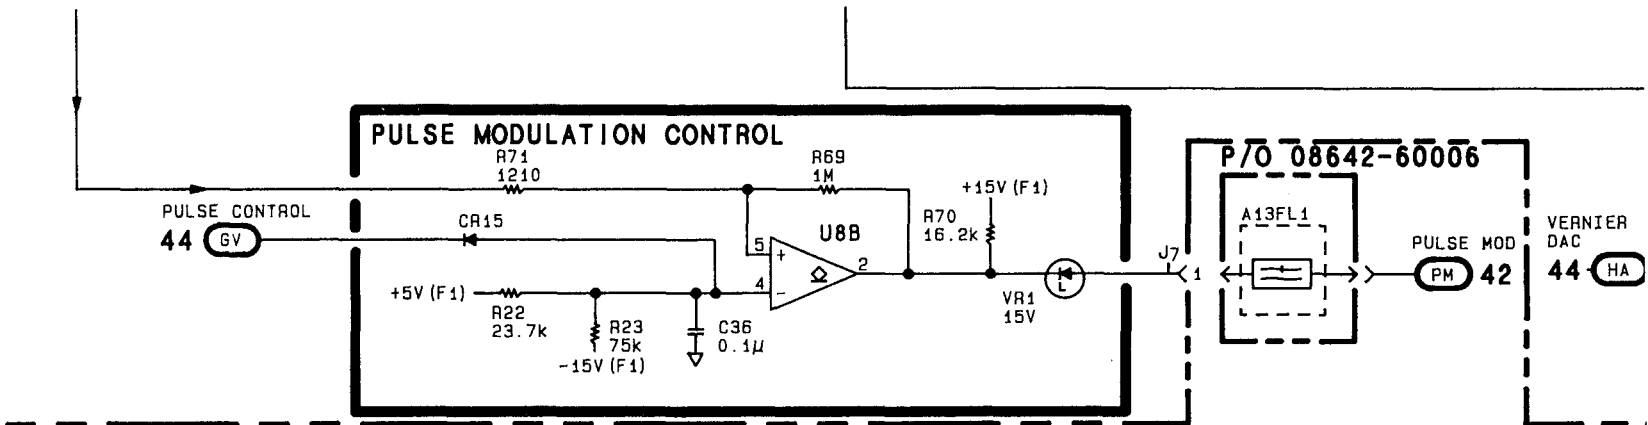 PULSE MODULATION CONTROL
R71
1210
R69
1M
+15V (F1)
P/O 08642-60006
PULSE CONTROL
44 GV
CR15
R70
16.2k
U8B
5
+
2
4
-
A13FL1
J7
1
PULSE MOD
PM 42
VERNIER
DAC
44 HA
+5V (F1)
R22
23.7k
R23
75k
-15V (F1)
C36
0.1μ
L
VR1
15V